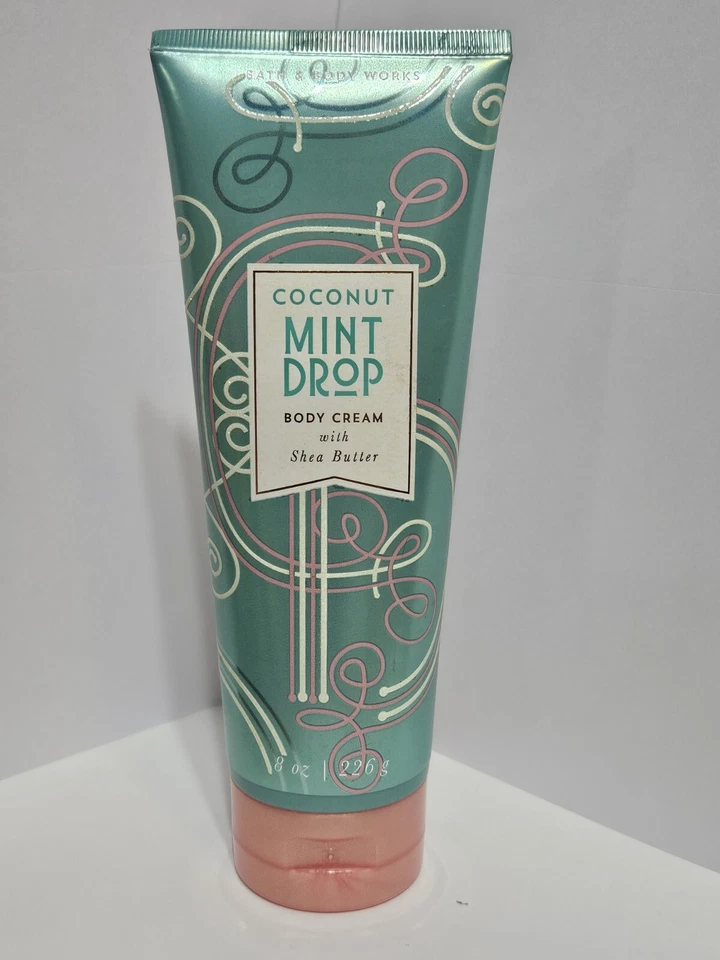 BATH & BODY WORKS
COCONUT
MINT
DROP
BODY CREAM
with
Shea Butter
8 oz | 226 g